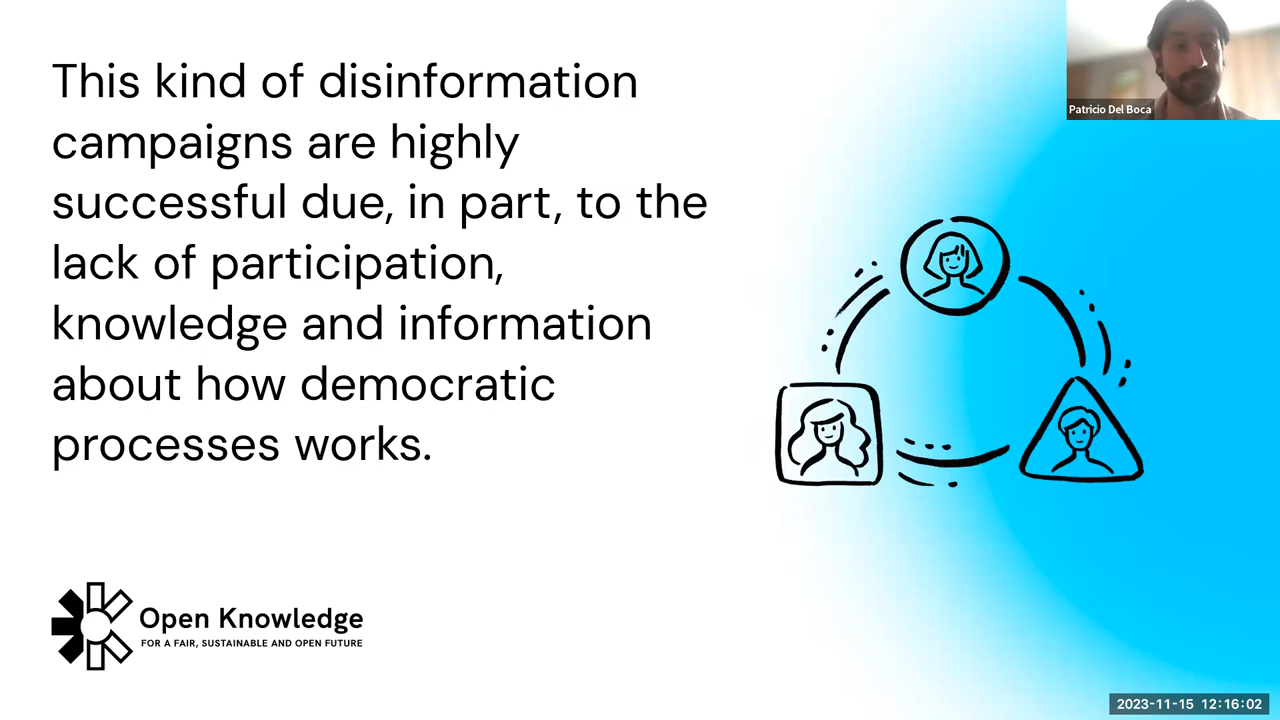 This kind of disinformation
campaigns are highly
successful due, in part, to the
lack of participation,
knowledge and information
about how democratic
processes works.
Open Knowledge
FOR A FAIR, SUSTAINABLE AND OPEN FUTURE
Patricio Del Boca
2023-11-15 12:16:02